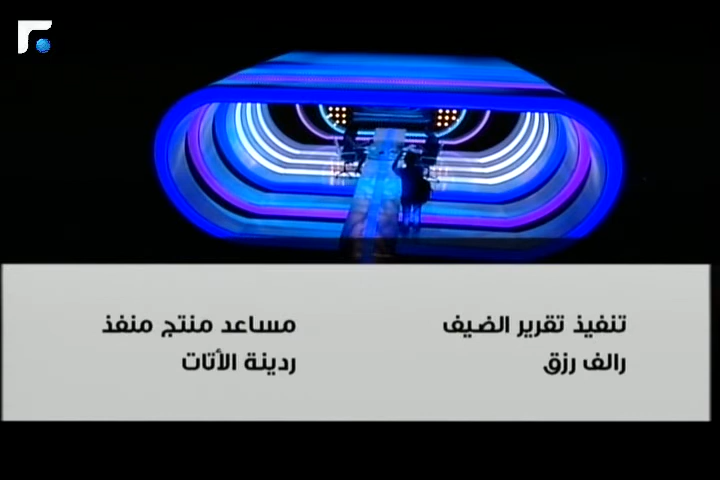 تنفيذ تقرير الضيف
رالف رزق
مساعد منتج منفذ
ردينة الأتات